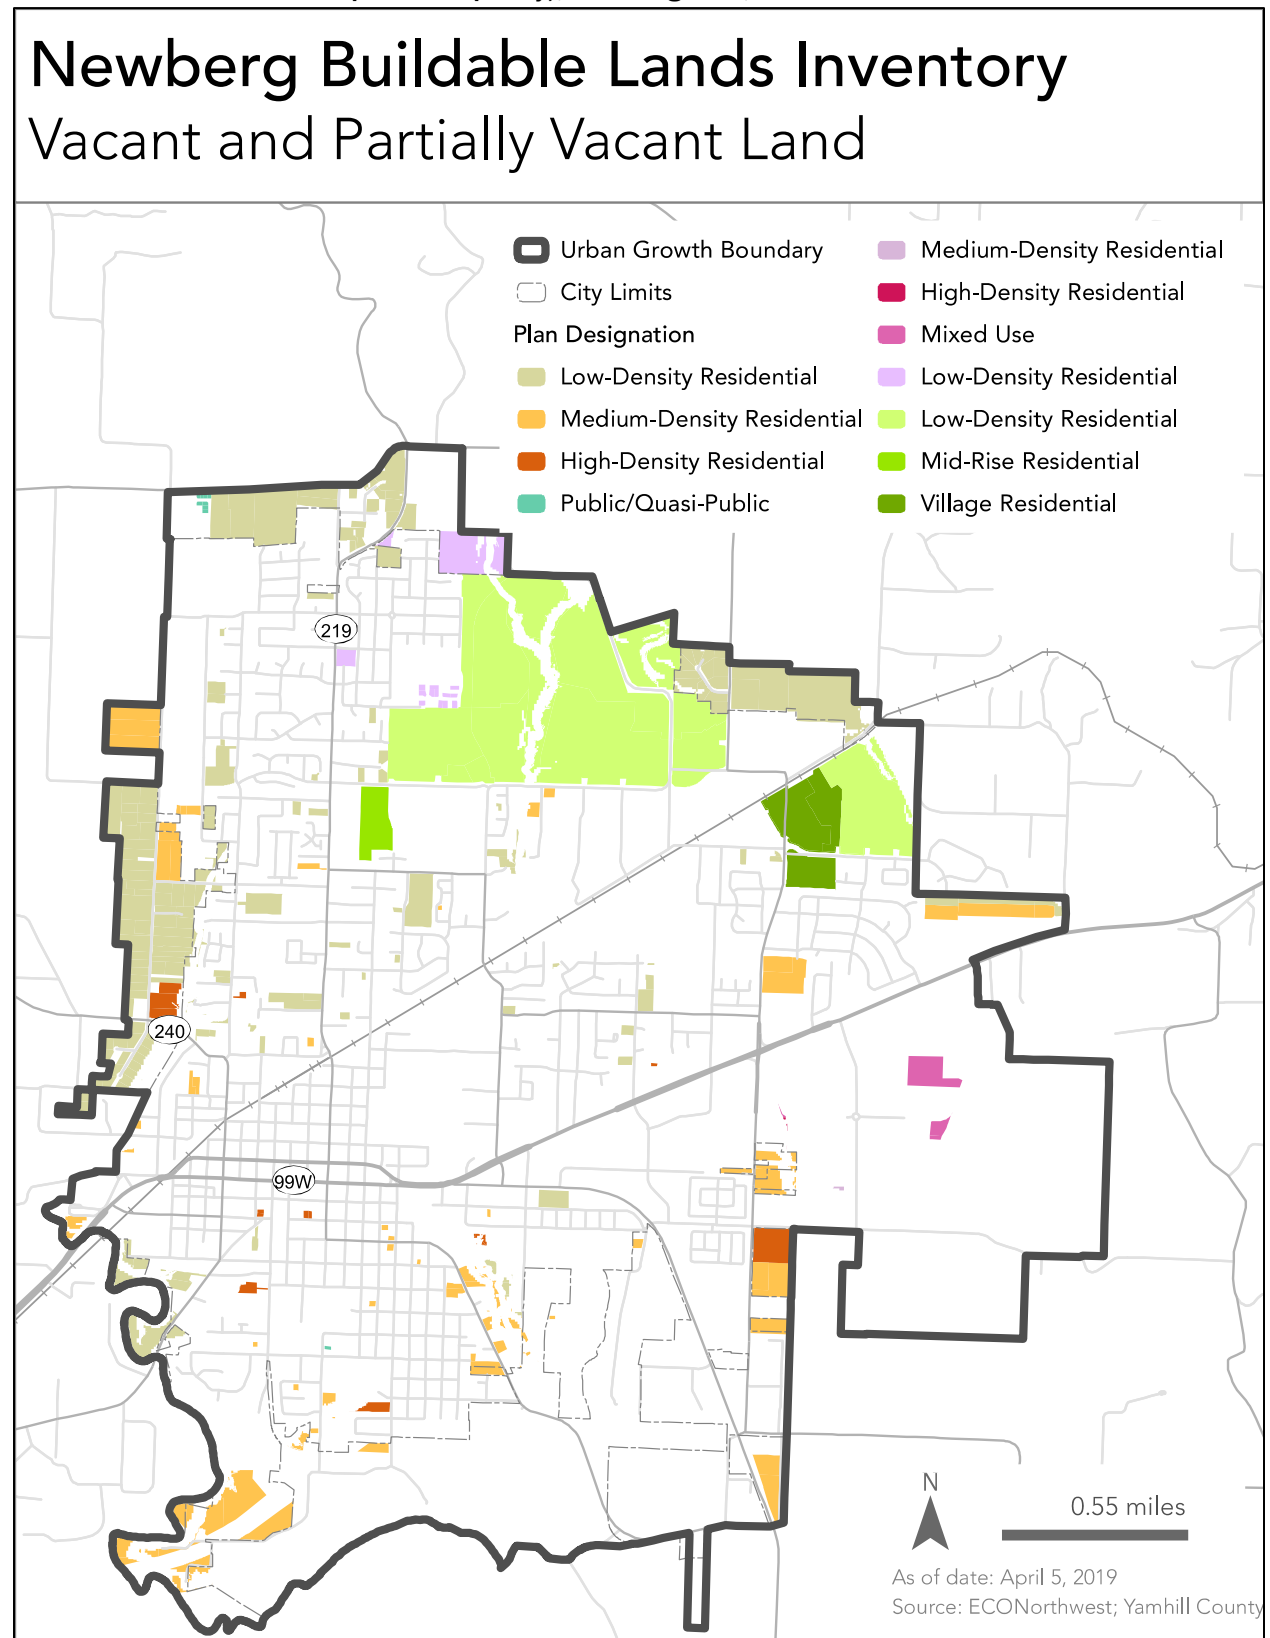 Newberg Buildable Lands Inventory
Vacant and Partially Vacant Land
Urban Growth Boundary
City Limits
Plan Designation
Low-Density Residential
Medium-Density Residential
High-Density Residential
Public/Quasi-Public
Medium-Density Residential
High-Density Residential
Mixed Use
Low-Density Residential
Low-Density Residential
Mid-Rise Residential
Village Residential
219
240
99W
N
0.55 miles
As of date: April 5, 2019
Source: ECONorthwest; Yamhill County